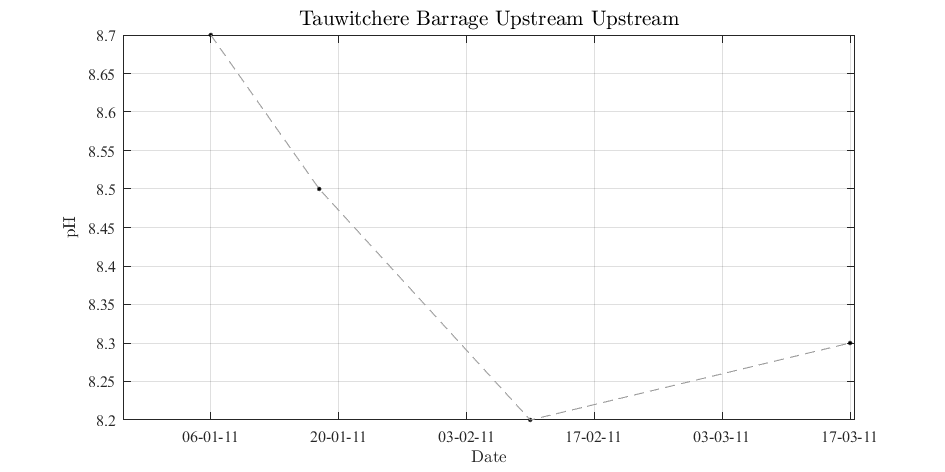 Tauwitchere Barrage Upstream Upstream
8.7
8.65
8.6
8.55
8.5
8.45
8.4
8.35
8.3
8.25
8.2
pH
06-01-11 20-01-11 03-02-11 17-02-11 03-03-11 17-03-11
Date